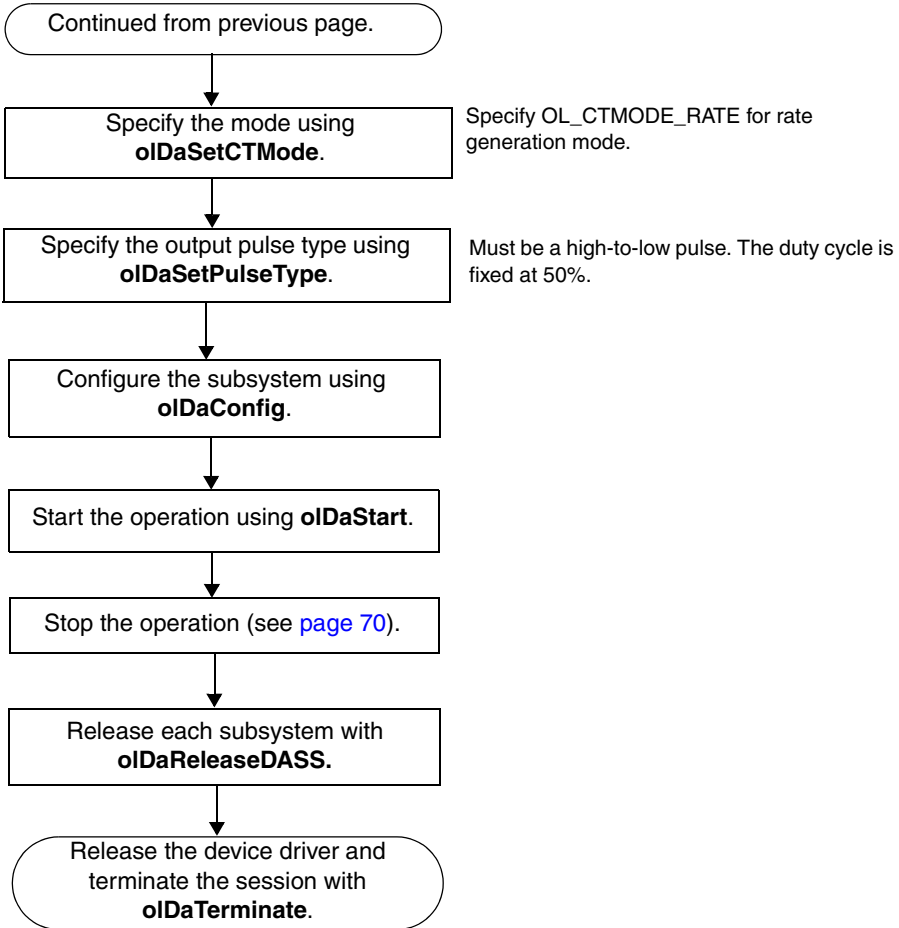 Continued from previous page.
Specify the mode using
olDaSetCTMode.
Specify OL_CTMODE_RATE for rate
generation mode.
Specify the output pulse type using
olDaSetPulseType.
Must be a high-to-low pulse. The duty cycle is
fixed at 50%.
Configure the subsystem using
olDaConfig.
Start the operation using olDaStart.
Stop the operation (see page 70).
Release each subsystem with
olDaReleaseDASS.
Release the device driver and
terminate the session with
olDaTerminate.